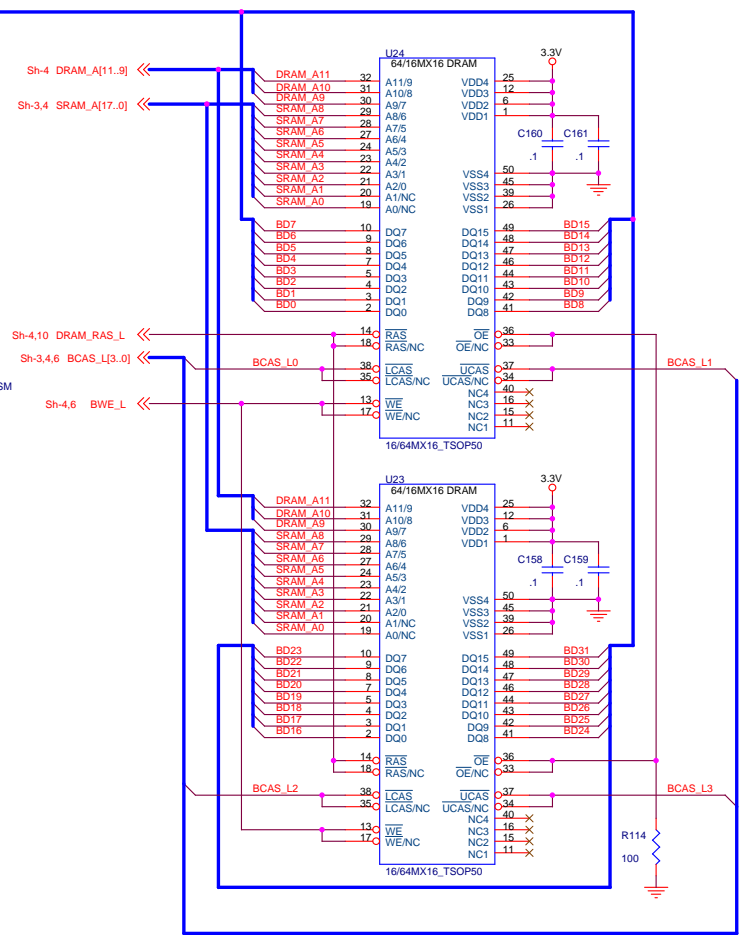 U24
64/16MX16 DRAM
3.3V
Sh-4 DRAM_A[11..9]
Sh-3,4 SRAM_A[17..0]
DRAM_A11 32 A11/9 VDD4 25
DRAM_A10 31 A10/8 VDD3 12
DRAM_A9 30 A9/7 VDD2 6
SRAM_A8 29 A8/6 VDD1 1
SRAM_A7 28 A7/5
SRAM_A6 27 A6/4
SRAM_A5 24 A5/3
SRAM_A4 23 A4/2
SRAM_A3 22 A3/1 VSS4 50
SRAM_A2 21 A2/0 VSS3 45
SRAM_A1 20 A1/NC VSS2 39
SRAM_A0 19 A0/NC VSS1 26
C160 C161
.1 .1
BD7 10 DQ7 DQ15 49 BD15
BD6 9 DQ6 DQ14 48 BD14
BD5 8 DQ5 DQ13 47 BD13
BD4 7 DQ4 DQ12 46 BD12
BD3 5 DQ3 DQ11 44 BD11
BD2 4 DQ2 DQ10 43 BD10
BD1 3 DQ1 DQ9 42 BD9
BD0 2 DQ0 DQ8 41 BD8
Sh-4,10 DRAM_RAS_L 14 RAS OE 36
18 RAS/NC OE/NC 33
Sh-3,4,6 BCAS_L[3..0] BCAS_L0 38 LCAS UCAS 37 BCAS_L1
35 LCAS/NC UCAS/NC 34
SM
NC4 40
Sh-4,6 BWE_L 13 WE NC3 16
17 WE/NC NC2 15
NC1 11
16/64MX16_TSOP50
U23
64/16MX16 DRAM
3.3V
DRAM_A11 32 A11/9 VDD4 25
DRAM_A10 31 A10/8 VDD3 12
DRAM_A9 30 A9/7 VDD2 6
SRAM_A8 29 A8/6 VDD1 1
SRAM_A7 28 A7/5
SRAM_A6 27 A6/4
SRAM_A5 24 A5/3
SRAM_A4 23 A4/2
SRAM_A3 22 A3/1 VSS4 50
SRAM_A2 21 A2/0 VSS3 45
SRAM_A1 20 A1/NC VSS2 39
SRAM_A0 19 A0/NC VSS1 26
C158 C159
.1 .1
BD23 10 DQ7 DQ15 49 BD31
BD22 9 DQ6 DQ14 48 BD30
BD21 8 DQ5 DQ13 47 BD29
BD20 7 DQ4 DQ12 46 BD28
BD19 5 DQ3 DQ11 44 BD27
BD18 4 DQ2 DQ10 43 BD26
BD17 3 DQ1 DQ9 42 BD25
BD16 2 DQ0 DQ8 41 BD24
14 RAS OE 36
18 RAS/NC OE/NC 33
BCAS_L2 38 LCAS UCAS 37 BCAS_L3
35 LCAS/NC UCAS/NC 34
NC4 40
13 WE NC3 16
17 WE/NC NC2 15
NC1 11
16/64MX16_TSOP50
R114
100